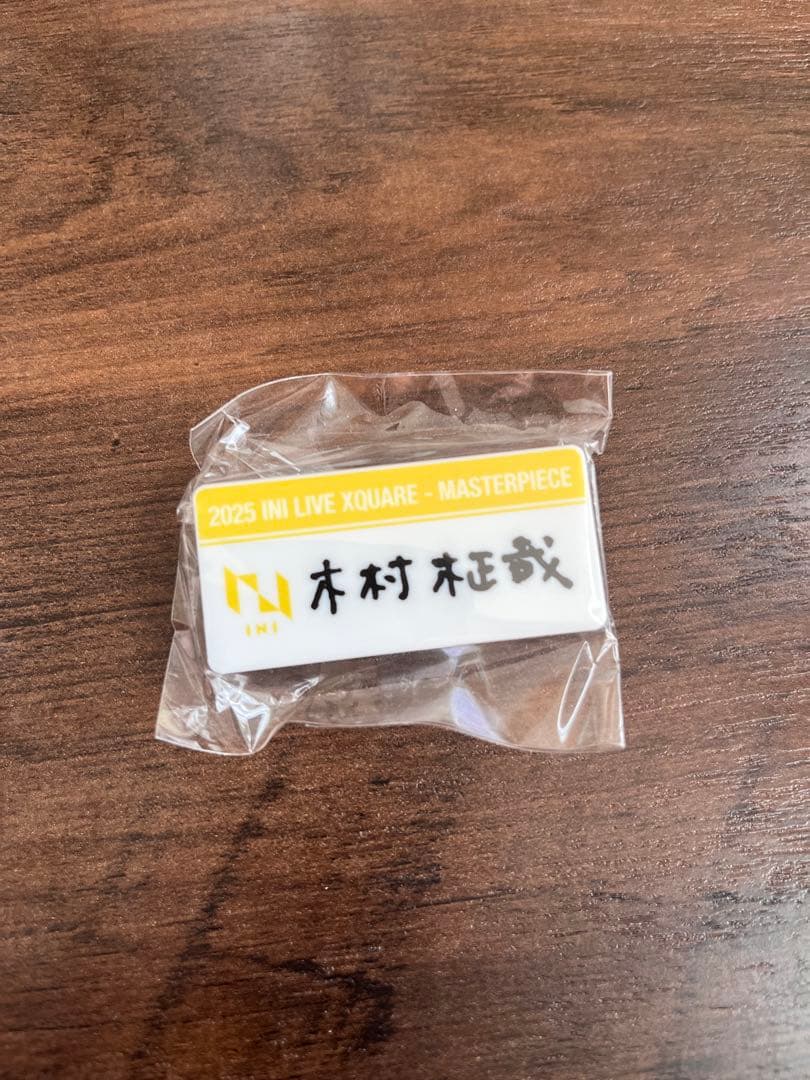 2025 INI LIVE XQUARE - MASTERPIECE
木村 柾哉
INI